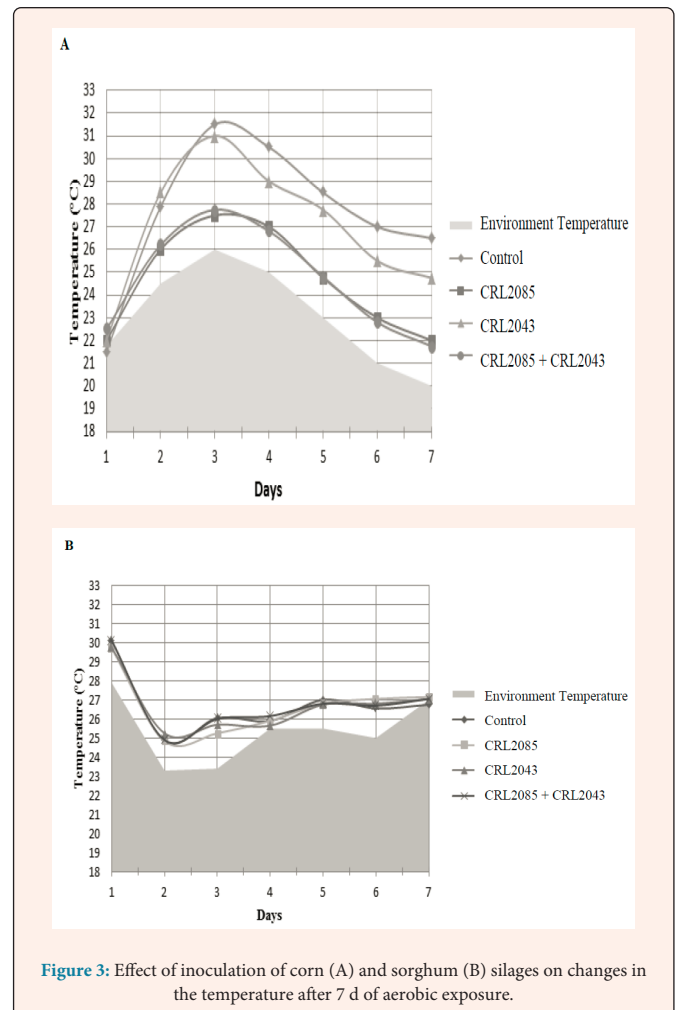 A
33
32
31
30
29
28
27
26
25
24
23
22
21
20
19
18
Temperature (°C)
1 2 3 4 5 6 7
Days
Environment Temperature
Control
CRL2085
CRL2043
CRL2085 + CRL2043
B
33
32
31
30
29
28
27
26
25
24
23
22
21
20
19
18
Temperature (°C)
1 2 3 4 5 6 7
Days
Environment Temperature
Control
CRL2085
CRL2043
CRL2085 + CRL2043
Figure 3: Effect of inoculation of corn (A) and sorghum (B) silages on changes in
the temperature after 7 d of aerobic exposure.